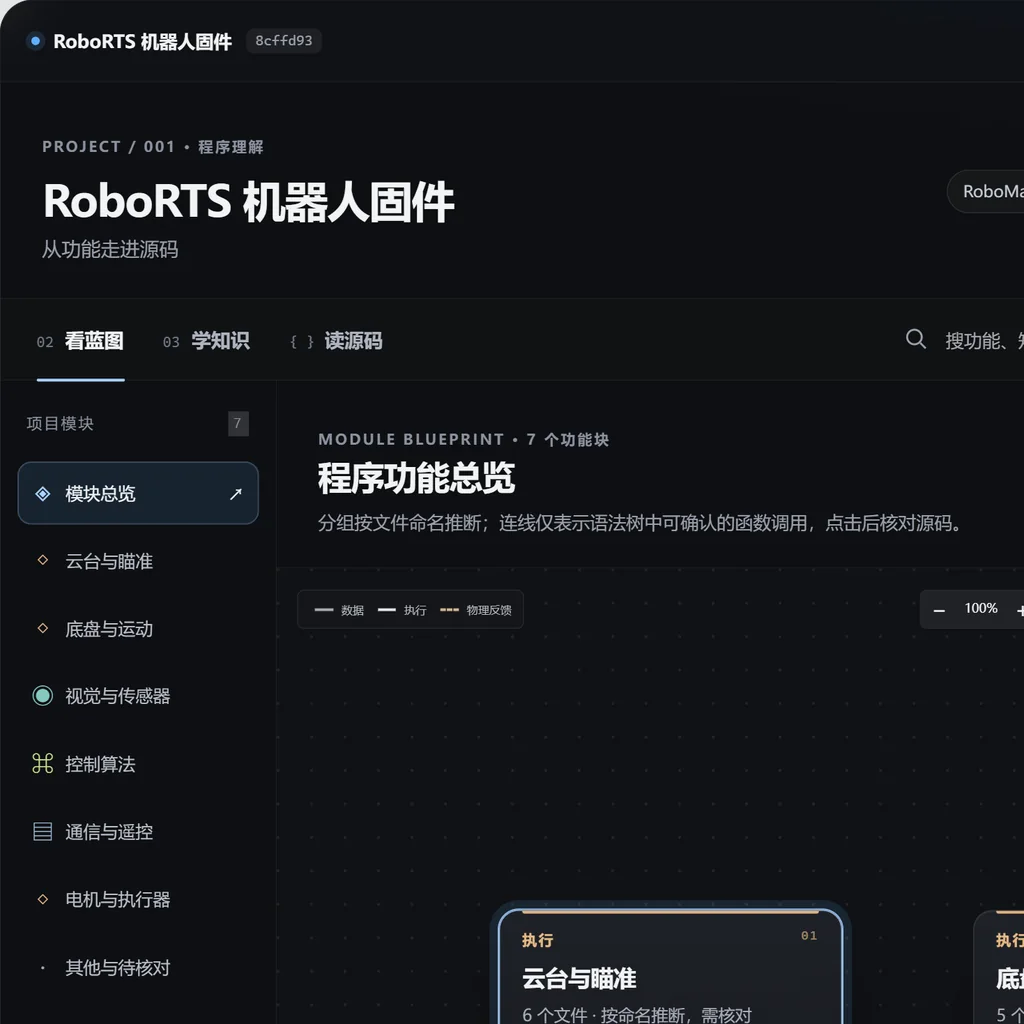 RoboRTS 机器人固件 8cffd93
PROJECT / 001 • 程序理解
RoboRTS 机器人固件
从功能走进源码
RoboMa
02 看蓝图 03 学知识 { } 读源码
搜功能、
项目模块 7
模块总览
云台与瞄准
底盘与运动
视觉与传感器
控制算法
通信与遥控
电机与执行器
其他与待核对
MODULE BLUEPRINT • 7 个功能块
程序功能总览
分组按文件命名推断；连线仅表示语法树中可确认的函数调用，点击后核对源码。
数据 执行 物理反馈
− 100% +
执行 01
云台与瞄准
6 个文件 · 按命名推断，需核对
执行
底
5 个